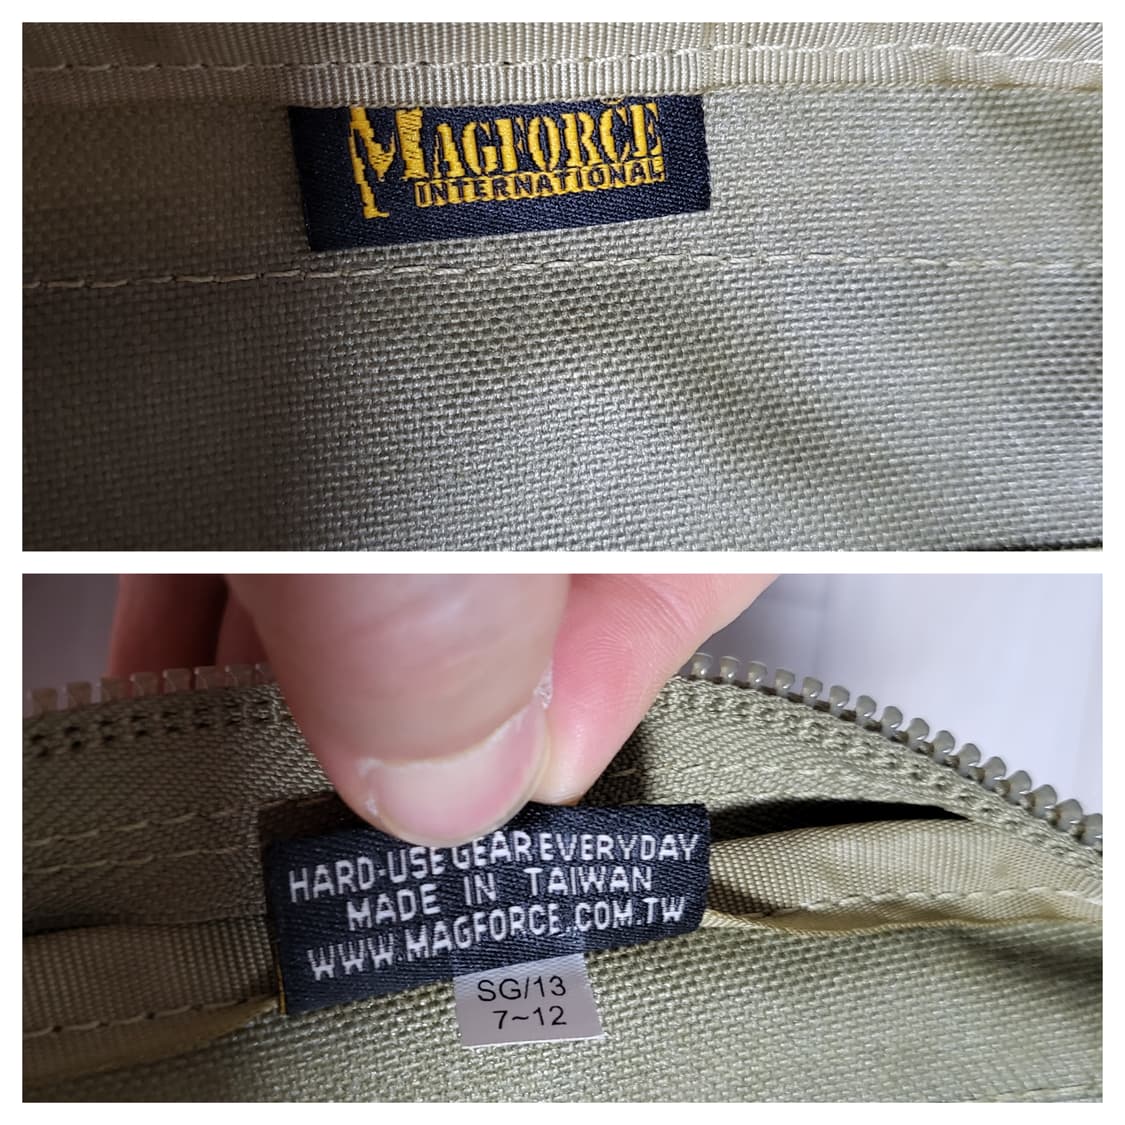 MAGFORCE
INTERNATIONAL
HARD-USE GEAR EVERYDAY
MADE IN TAIWAN
WWW.MAGFORCE.COM.TW
SG/13
7~12